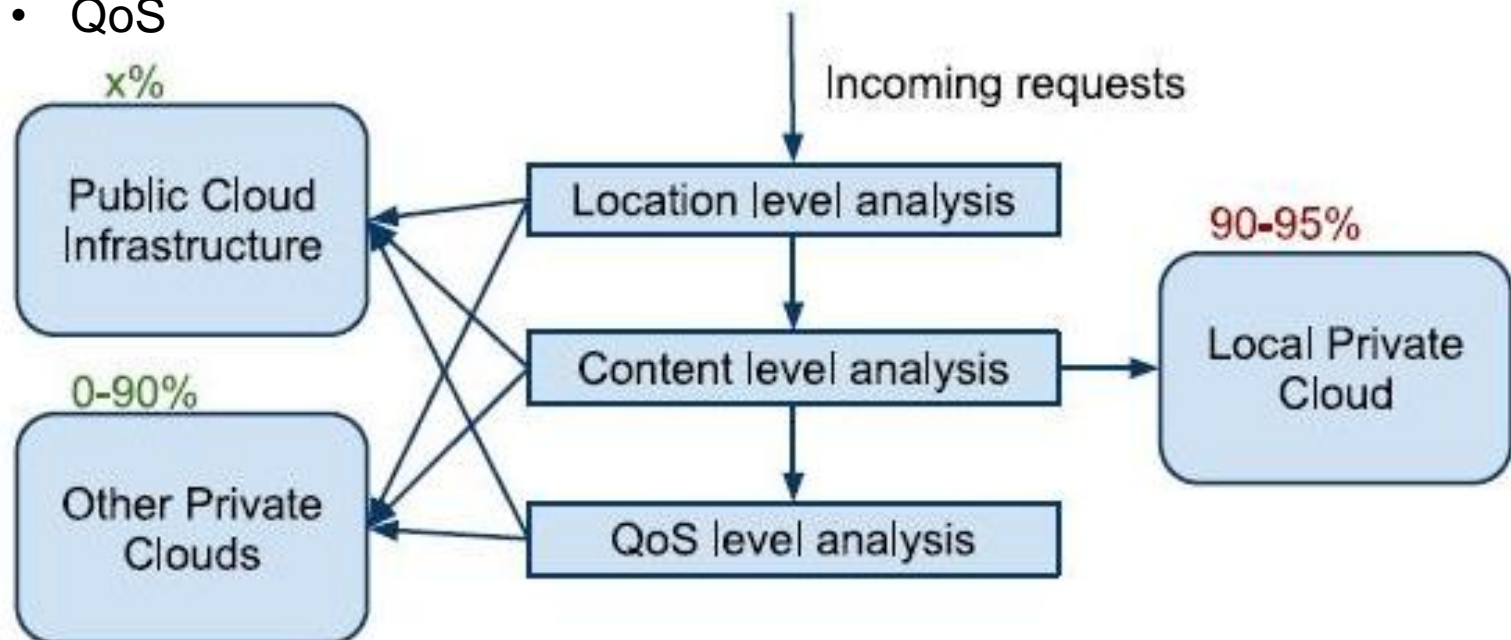 • QoS
x%
Public Cloud
Infrastructure
0-90%
Other Private
Clouds
Incoming requests
Location level analysis
Content level analysis
QoS level analysis
90-95%
Local Private
Cloud